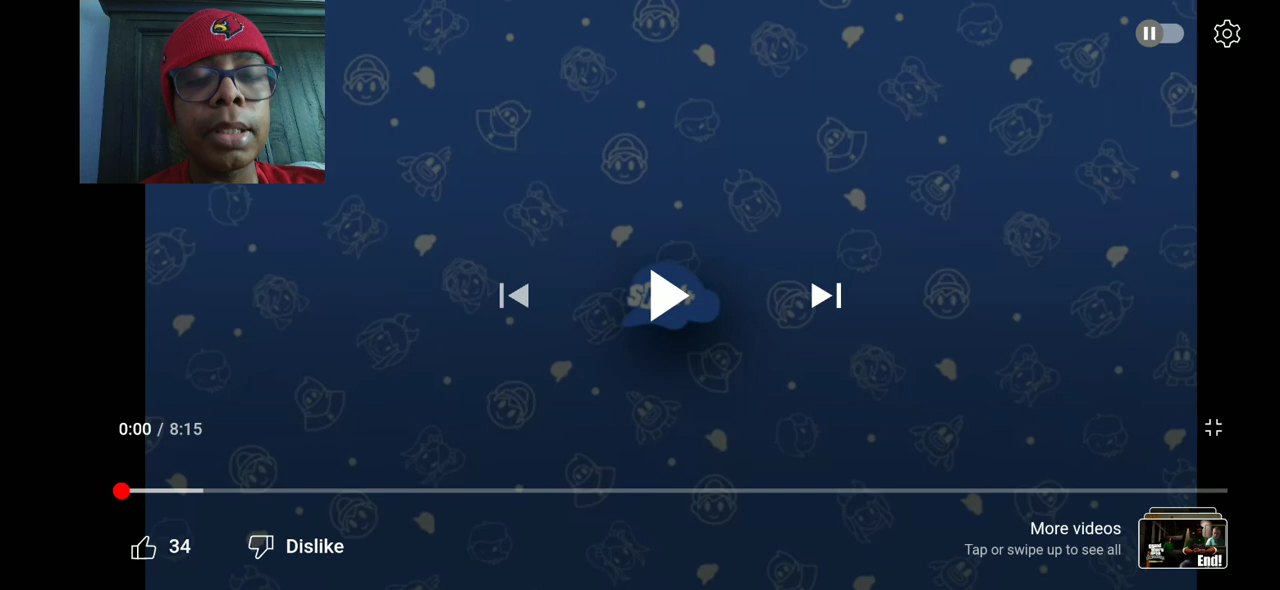 0:00 / 8:15
34 Dislike
More videos
Tap or swipe up to see all
End!